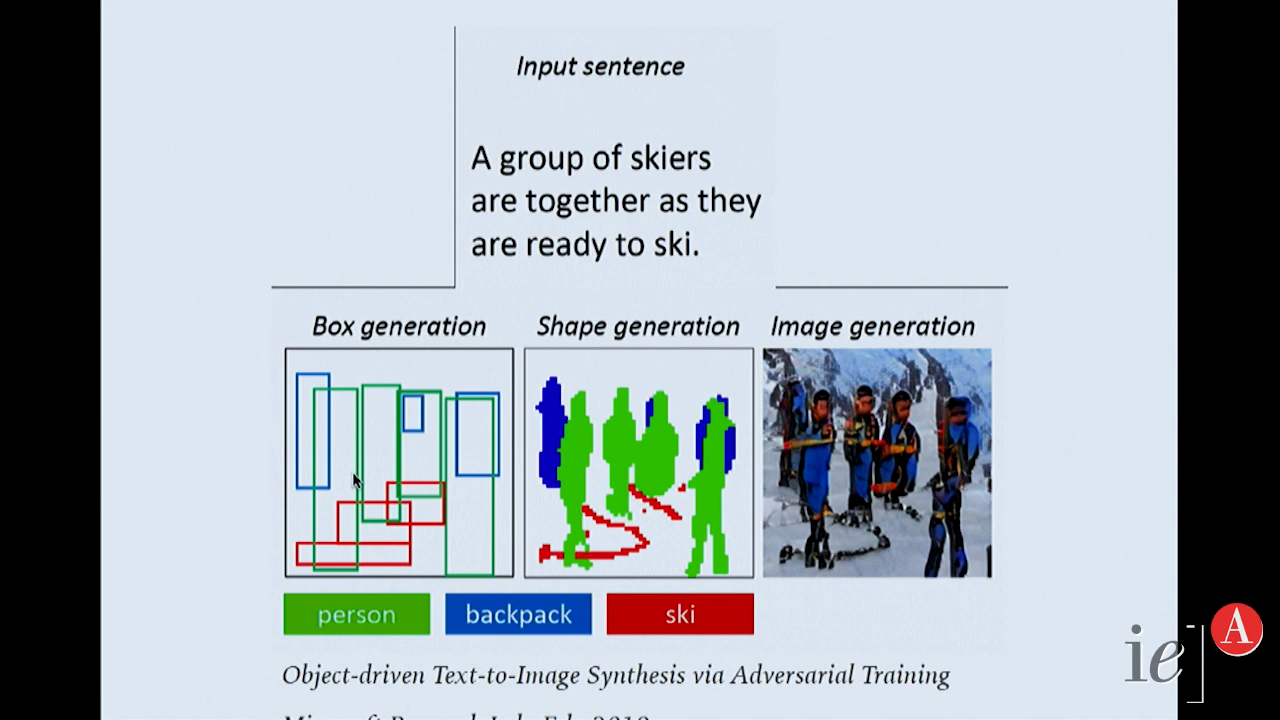 Input sentence
A group of skiers
are together as they
are ready to ski.
Box generation
Shape generation
Image generation
person
backpack
ski
Object-driven Text-to-Image Synthesis via Adversarial Training
ie] A